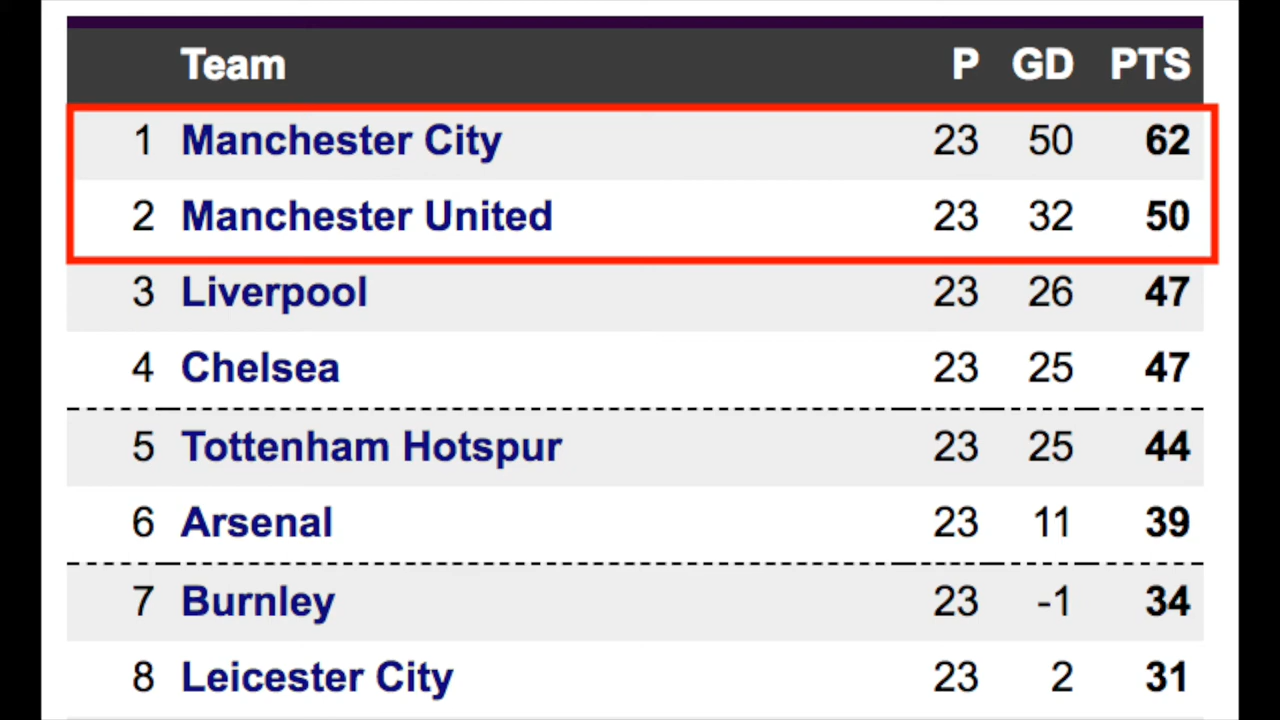 Team P GD PTS
1 Manchester City 23 50 62
2 Manchester United 23 32 50
3 Liverpool 23 26 47
4 Chelsea 23 25 47
5 Tottenham Hotspur 23 25 44
6 Arsenal 23 11 39
7 Burnley 23 -1 34
8 Leicester City 23 2 31